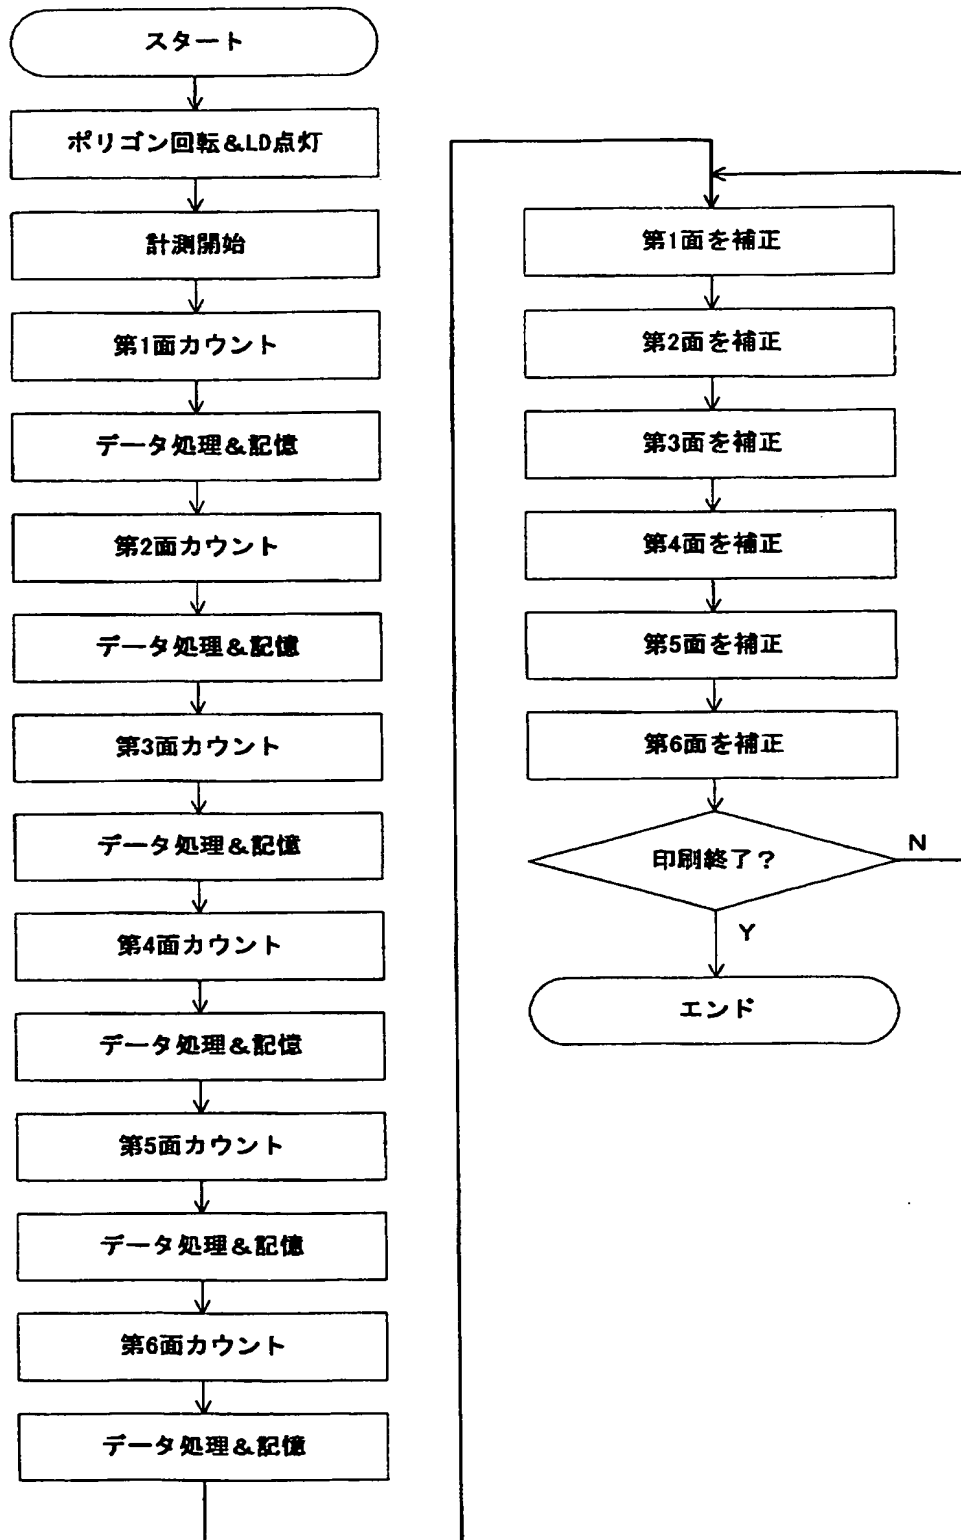 スタート
ポリゴン回転&LD点灯
計測開始
第1面カウント
データ処理&記憶
第2面カウント
データ処理&記憶
第3面カウント
データ処理&記憶
第4面カウント
データ処理&記憶
第5面カウント
データ処理&記憶
第6面カウント
データ処理&記憶
第1面を補正
第2面を補正
第3面を補正
第4面を補正
第5面を補正
第6面を補正
印刷終了?
N
Y
エンド